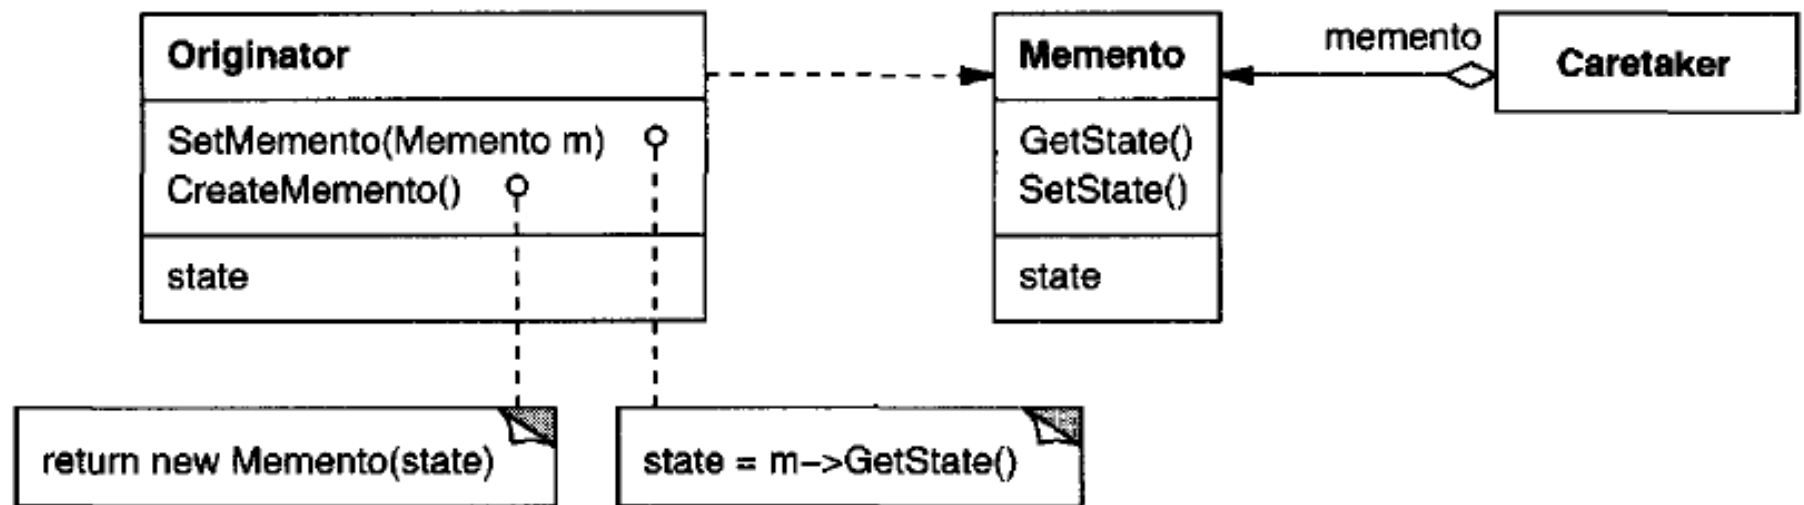 Originator
SetMemento(Memento m)
CreateMemento()
state
return new Memento(state)
state = m->GetState()
Memento
GetState()
SetState()
state
memento
Caretaker